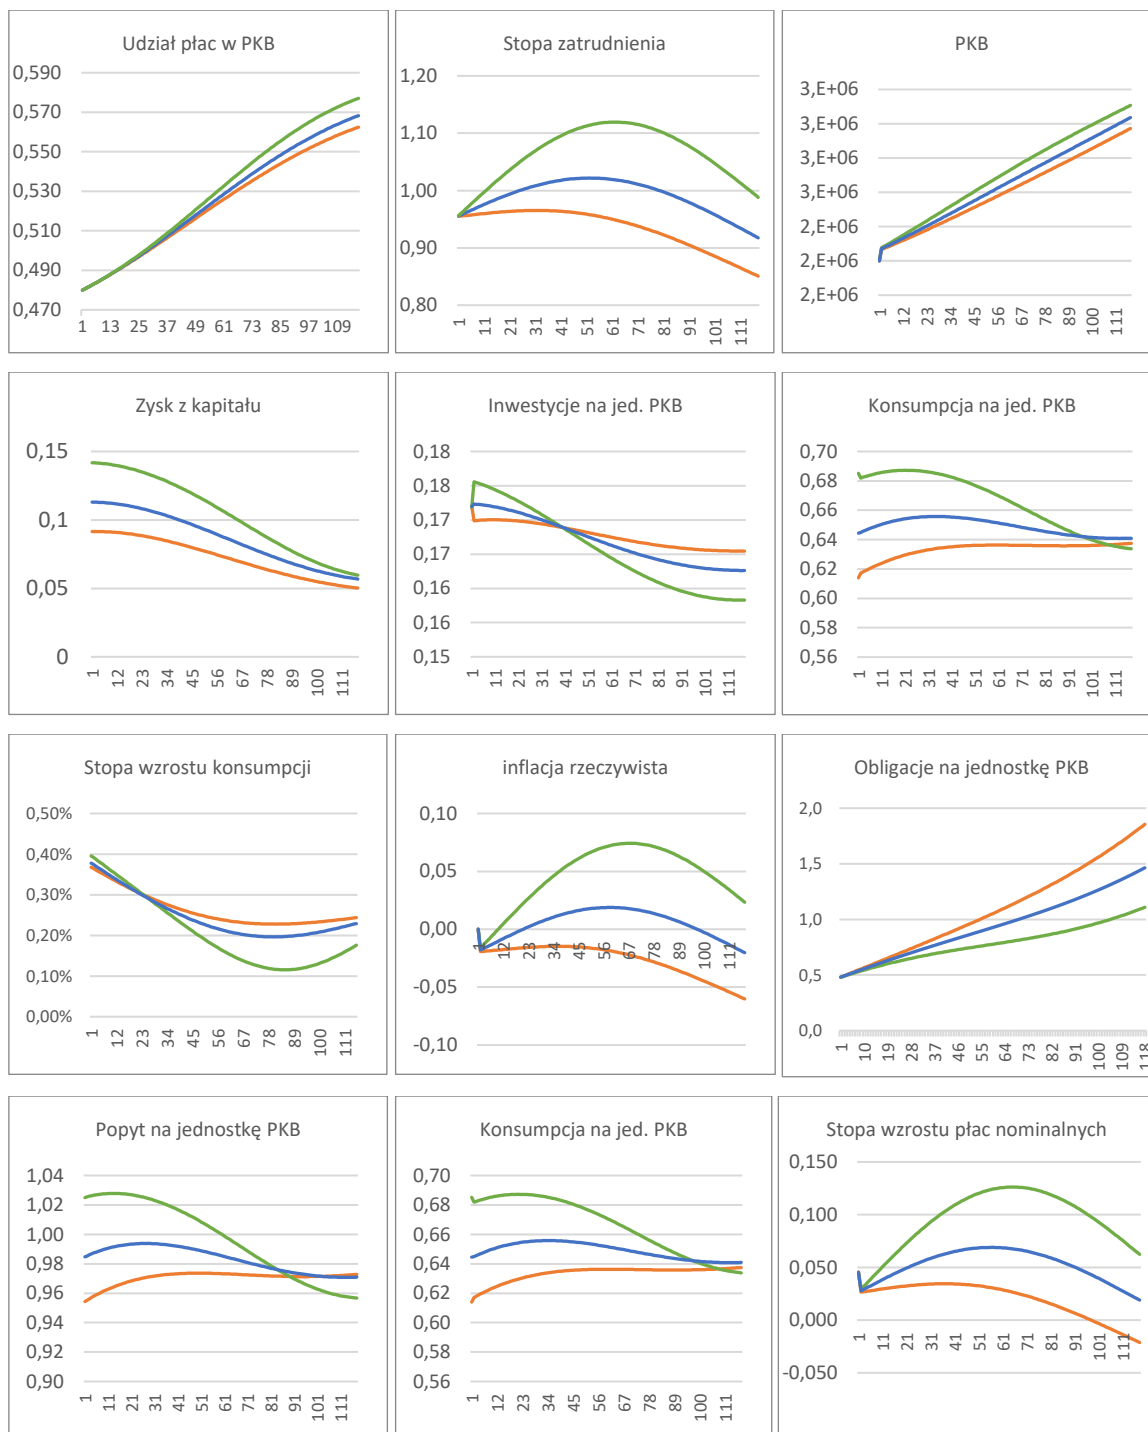 Udział płac w PKB
0,590
0,570
0,550
0,530
0,510
0,490
0,470
1 13 25 37 49 61 73 85 97 109
Stopa zatrudnienia
1,20
1,10
1,00
0,90
0,80
1 11 21 31 41 51 61 71 81 91 101 111
PKB
3,E+06
3,E+06
3,E+06
3,E+06
2,E+06
2,E+06
2,E+06
1 12 23 34 45 56 67 78 89 100 111
Zysk z kapitału
0,15
0,1
0,05
0
1 12 23 34 45 56 67 78 89 100 111
Inwestycje na jed. PKB
0,18
0,18
0,17
0,17
0,16
0,16
0,15
1 11 21 31 41 51 61 71 81 91 101 111
Konsumpcja na jed. PKB
0,70
0,68
0,66
0,64
0,62
0,60
0,58
0,56
1 11 21 31 41 51 61 71 81 91 101 111
Stopa wzrostu konsumpcji
0,50%
0,40%
0,30%
0,20%
0,10%
0,00%
1 12 23 34 45 56 67 78 89 100 111
inflacja rzeczywista
0,10
0,05
0,00
-0,05
-0,10
1 12 23 34 45 56 67 78 89 100 111
Obligacje na jednostkę PKB
2,0
1,5
1,0
0,5
0,0
1 10 19 28 37 46 55 64 73 82 91 100 109 118
Popyt na jednostkę PKB
1,04
1,02
1,00
0,98
0,96
0,94
0,92
0,90
1 11 21 31 41 51 61 71 81 91 101 111
Konsumpcja na jed. PKB
0,70
0,68
0,66
0,64
0,62
0,60
0,58
0,56
1 12 23 34 45 56 67 78 89 100 111
Stopa wzrostu płac nominalnych
0,150
0,100
0,050
0,000
-0,050
1 11 21 31 41 51 61 71 81 91 101 111